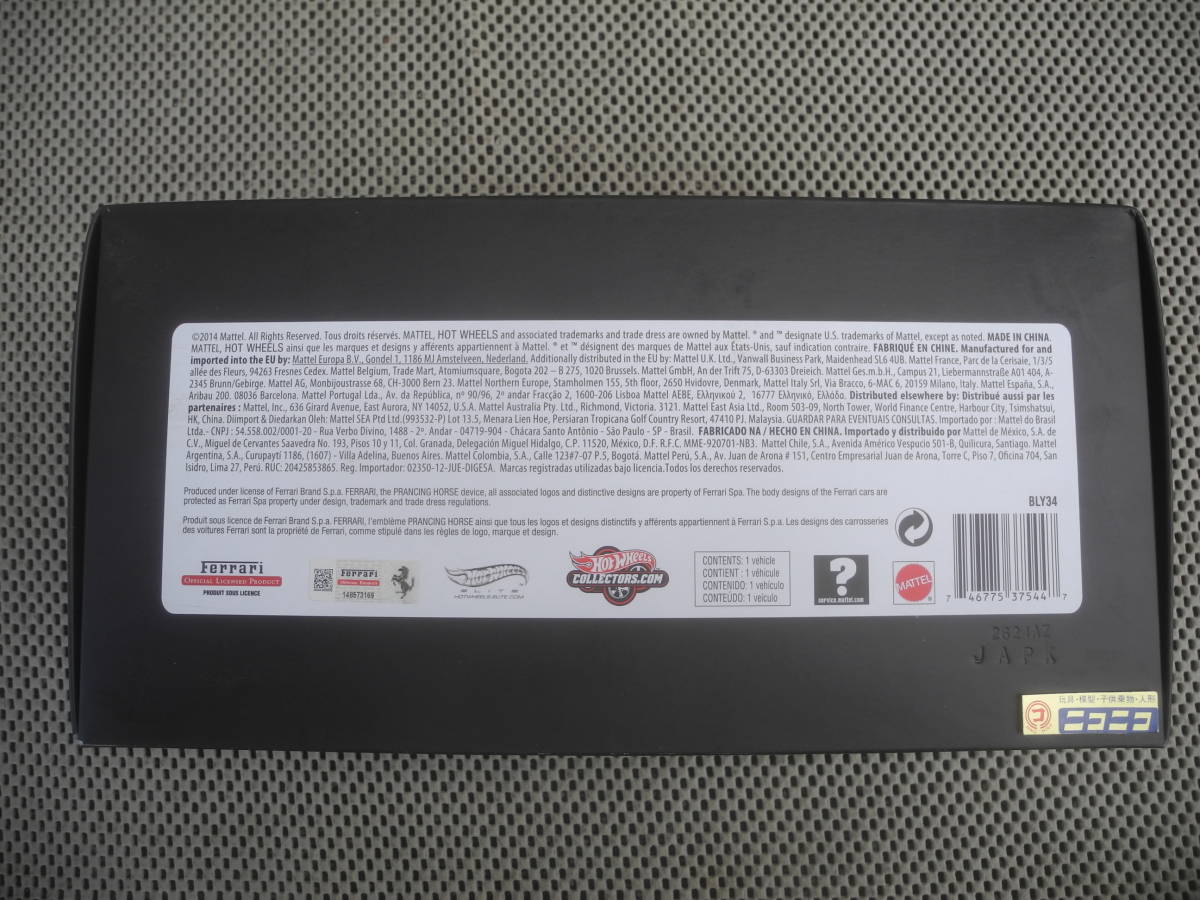 ©2014 Mattel. All Rights Reserved. Tous droits réservés. MATTEL, HOT WHEELS and associated trademarks and trade dress are owned by Mattel. ® and ™ designate U.S. trademarks of Mattel, except as noted. MADE IN CHINA.
MATTEL, HOT WHEELS ainsi que les marques et designs y afférents appartiennent à Mattel. ® et ™ désignent des marques de Mattel aux États-Unis, sauf indication contraire. FABRIQUÉ EN CHINE. Manufactured for and
imported into the EU by: Mattel Europa B.V., Gondel 1, 1186 MJ Amstelveen, Nederland. Additionally distributed in the EU by: Mattel U.K. Ltd., Vanwall Business Park, Maidenhead SL6 4UB. Mattel France, Parc de la Cerisaie, 1/3/5
allée des Fleurs, 94263 Fresnes Cedex. Mattel Belgium, Trade Mart, Atomiumsquare, Bogota 202 – B 275, 1020 Brussels. Mattel GmbH, An der Trift 75, D-63303 Dreieich. Mattel Ges.m.b.H., Campus 21, Liebermannstraße A01 404, A-
2345 Brunn/Gebirge. Mattel AG, Monbijoustrasse 68, CH-3000 Bern 23. Mattel Northern Europe, Stamholmen 155, 5th floor, 2650 Hvidovre, Denmark, Mattel Italy Srl, Via Bracco, 6-MAC 6, 20159 Milano, Italy. Mattel España, S.A.,
Aribau 200. 08036 Barcelona. Mattel Portugal Lda., Av. da República, nº 90/96, 2º andar Fracção 2, 1600-206 Lisboa Mattel AEBE, Ελληνικού 2, 16777 Ελληνικό, Ελλάδα. Distributed elsewhere by: Distribué aussi par les
partenaires : Mattel, Inc., 636 Girard Avenue, East Aurora, NY 14052, U.S.A. Mattel Australia Pty. Ltd., Richmond, Victoria. 3121. Mattel East Asia Ltd., Room 503-09, North Tower, World Finance Centre, Harbour City, Tsimshatsui,
HK, China. Diimport & Diedarkan Oleh: Mattel SEA Ptd Ltd.(993532-P) Lot 13.5, Menara Lien Hoe, Persiaran Tropicana Golf Country Resort, 47410 PJ. Malaysia. GUARDAR PARA EVENTUAIS CONSULTAS. Importado por : Mattel do Brasil
Ltda.- CNPJ : 54.558.002/0001-20 - Rua Verbo Divino, 1488 - 2º. Andar - 04719-904 - Chácara Santo Antônio - São Paulo - SP - Brasil. FABRICADO NA / HECHO EN CHINA. Importado y distribuido por Mattel de México, S.A. de
C.V., Miguel de Cervantes Saavedra No. 193, Pisos 10 y 11, Col. Granada, Delegación Miguel Hidalgo, C.P. 11520, México, D.F. R.F.C. MME-920701-NB3. Mattel Chile, S.A., Avenida Américo Vespucio 501-B, Quilicura, Santiago. Mattel
Argentina, S.A., Curupaytí 1186, (1607) - Villa Adelina, Buenos Aires. Mattel Colombia, S.A., Calle 123#7-07 P.5, Bogotá. Mattel Perú, S.A., Av. Juan de Arona # 151, Centro Empresarial Juan de Arona, Torre C, Piso 7, Oficina 704, San
Isidro, Lima 27, Perú. RUC: 20425853865. Reg. Importador: 02350-12-JUE-DIGESA. Marcas registradas utilizadas bajo licencia.Todos los derechos reservados.
Produced under license of Ferrari Brand S.p.a. FERRARI, the PRANCING HORSE device, all associated logos and distinctive designs are property of Ferrari Spa. The body designs of the Ferrari cars are
protected as Ferrari Spa property under design, trademark and trade dress regulations.
BLY34
Produit sous licence de Ferrari Brand S.p.a. FERRARI, l'emblème PRANCING HORSE ainsi que tous les logos et designs distinctifs y afférents appartiennent à Ferrari S.p.a. Les designs des carrosseries
des voitures Ferrari sont la propriété de Ferrari, comme stipulé dans les règles de logo, marque et design.
Ferrari
OFFICIAL LICENSED PRODUCT
PRODUIT SOUS LICENCE
Ferrari
148573169
ELITE
HOTWHEELSELITE.COM
Hot Wheels
COLLECTORS.COM
CONTENTS: 1 vehicle
CONTIENT : 1 véhicule
CONTENIDO: 1 vehículo
CONTEÚDO: 1 veículo
?
service.mattel.com
MATTEL
7 46775 37544 7
2621AZ
JAPK
玩具・模型・子供乗物・人形
コ
ニコニコ